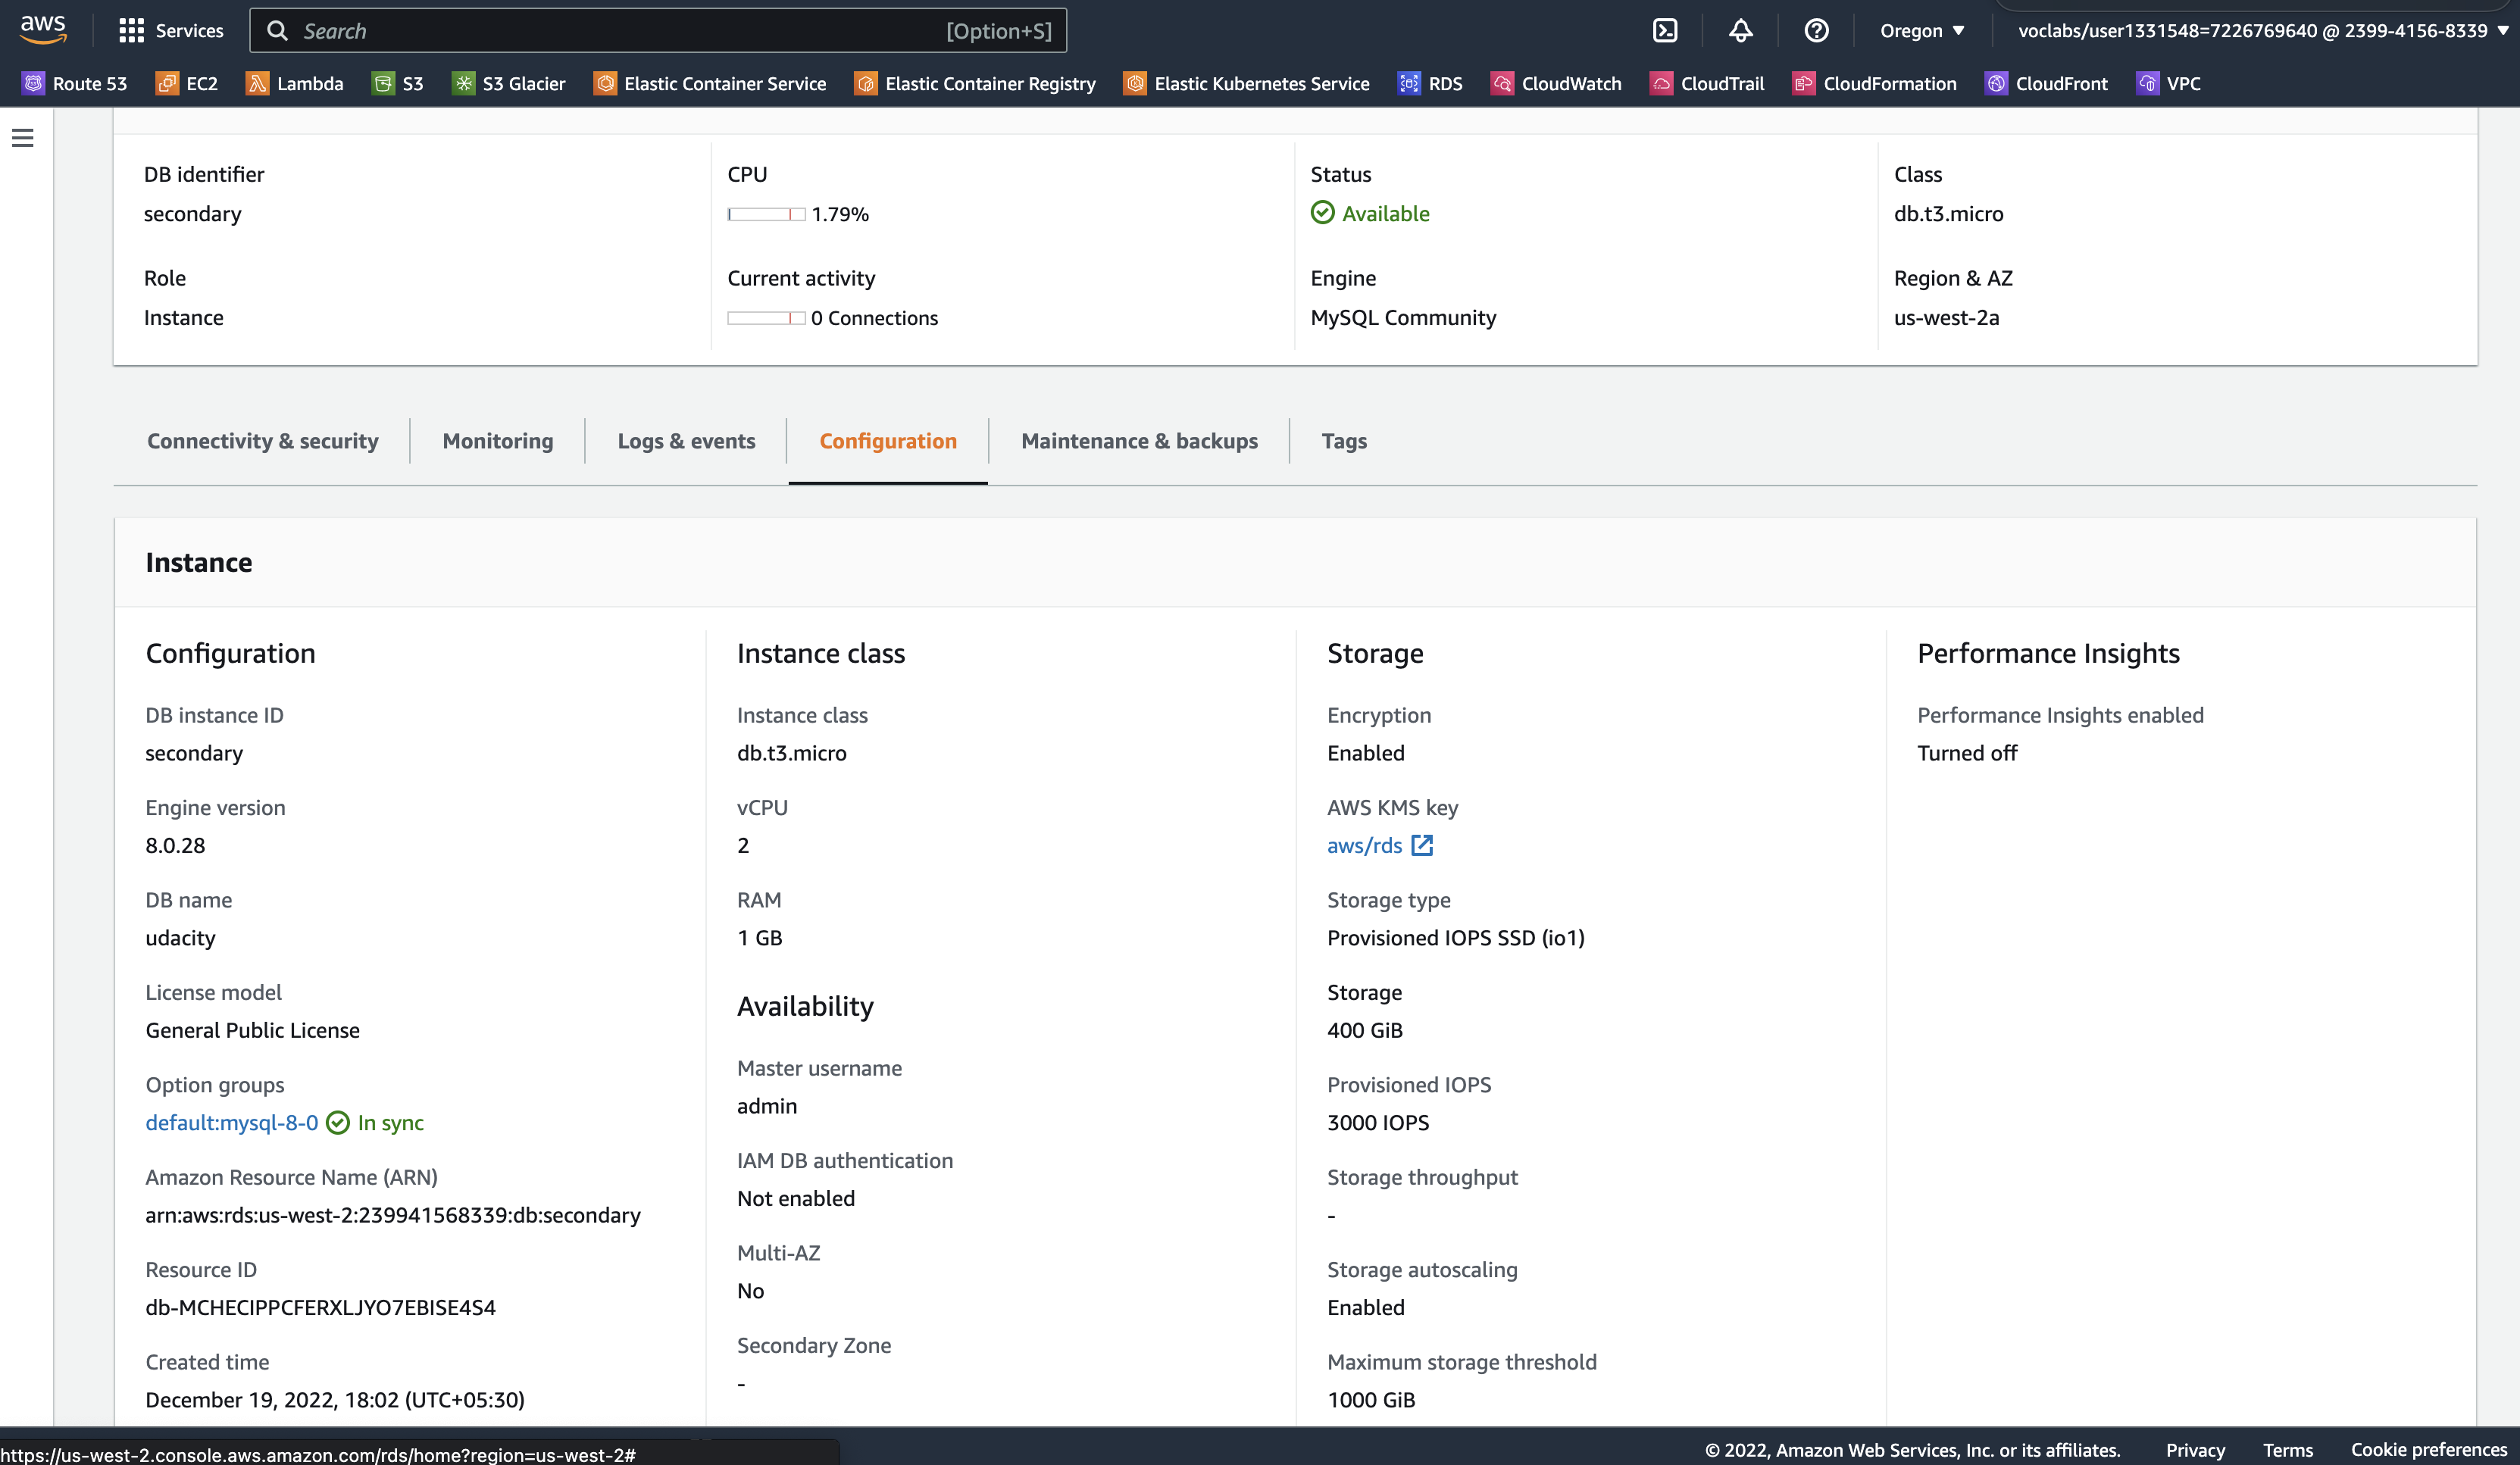 aws Services Search [Option+S] Oregon voclabs/user1331548=7226769640 @ 2399-4156-8339
Route 53 EC2 Lambda S3 S3 Glacier Elastic Container Service Elastic Container Registry Elastic Kubernetes Service RDS CloudWatch CloudTrail CloudFormation CloudFront VPC
DB identifier
secondary
CPU
1.79%
Status
Available
Class
db.t3.micro
Role
Instance
Current activity
0 Connections
Engine
MySQL Community
Region & AZ
us-west-2a
Connectivity & security Monitoring Logs & events Configuration Maintenance & backups Tags
Instance
Configuration
DB instance ID
secondary
Engine version
8.0.28
DB name
udacity
License model
General Public License
Option groups
default:mysql-8-0 In sync
Amazon Resource Name (ARN)
arn:aws:rds:us-west-2:239941568339:db:secondary
Resource ID
db-MCHECIPPCFERXLJYO7EBISE4S4
Created time
December 19, 2022, 18:02 (UTC+05:30)
Instance class
Instance class
db.t3.micro
vCPU
2
RAM
1 GB
Availability
Master username
admin
IAM DB authentication
Not enabled
Multi-AZ
No
Secondary Zone
-
Storage
Encryption
Enabled
AWS KMS key
aws/rds
Storage type
Provisioned IOPS SSD (io1)
Storage
400 GiB
Provisioned IOPS
3000 IOPS
Storage throughput
-
Storage autoscaling
Enabled
Maximum storage threshold
1000 GiB
Performance Insights
Performance Insights enabled
Turned off
https://us-west-2.console.aws.amazon.com/rds/home?region=us-west-2#
© 2022, Amazon Web Services, Inc. or its affiliates. Privacy Terms Cookie preferences